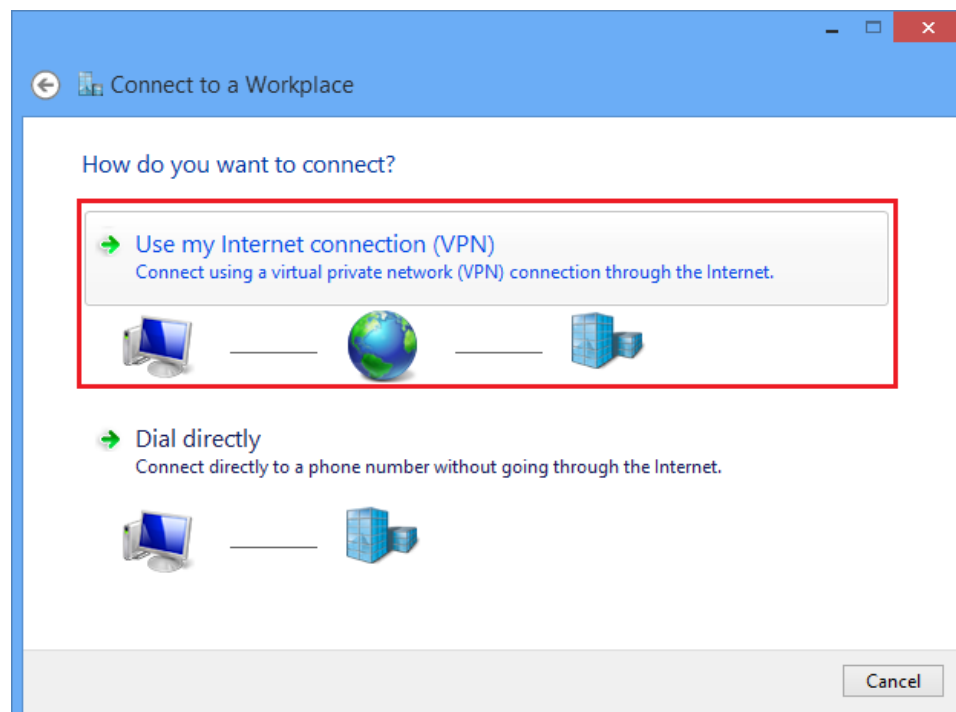 Connect to a Workplace
How do you want to connect?
Use my Internet connection (VPN)
Connect using a virtual private network (VPN) connection through the Internet.
Dial directly
Connect directly to a phone number without going through the Internet.
Cancel